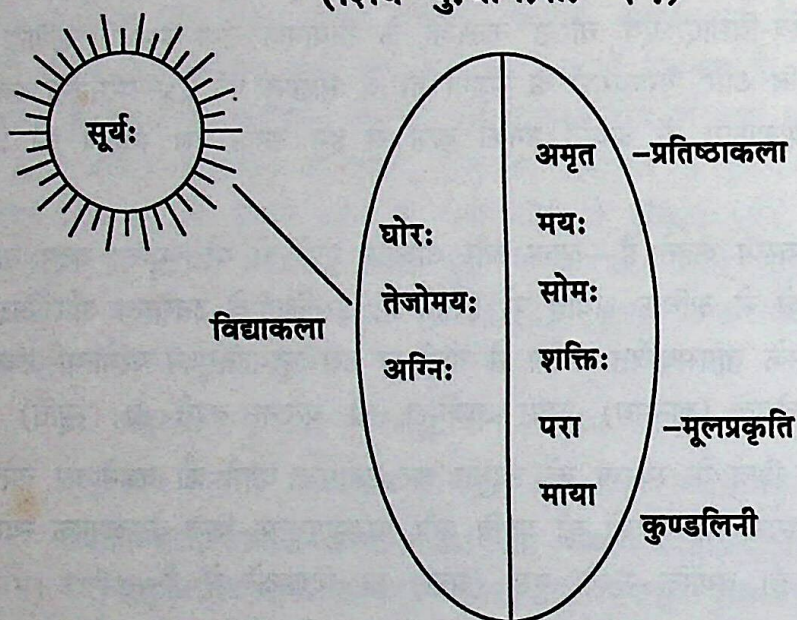 सूर्यः
अमृत –प्रतिष्ठाकला
घोरः
मयः
तेजोमयः
सोमः
विद्याकला
अग्निः
शक्तिः
परा –मूलप्रकृति
माया
कुण्डलिनी